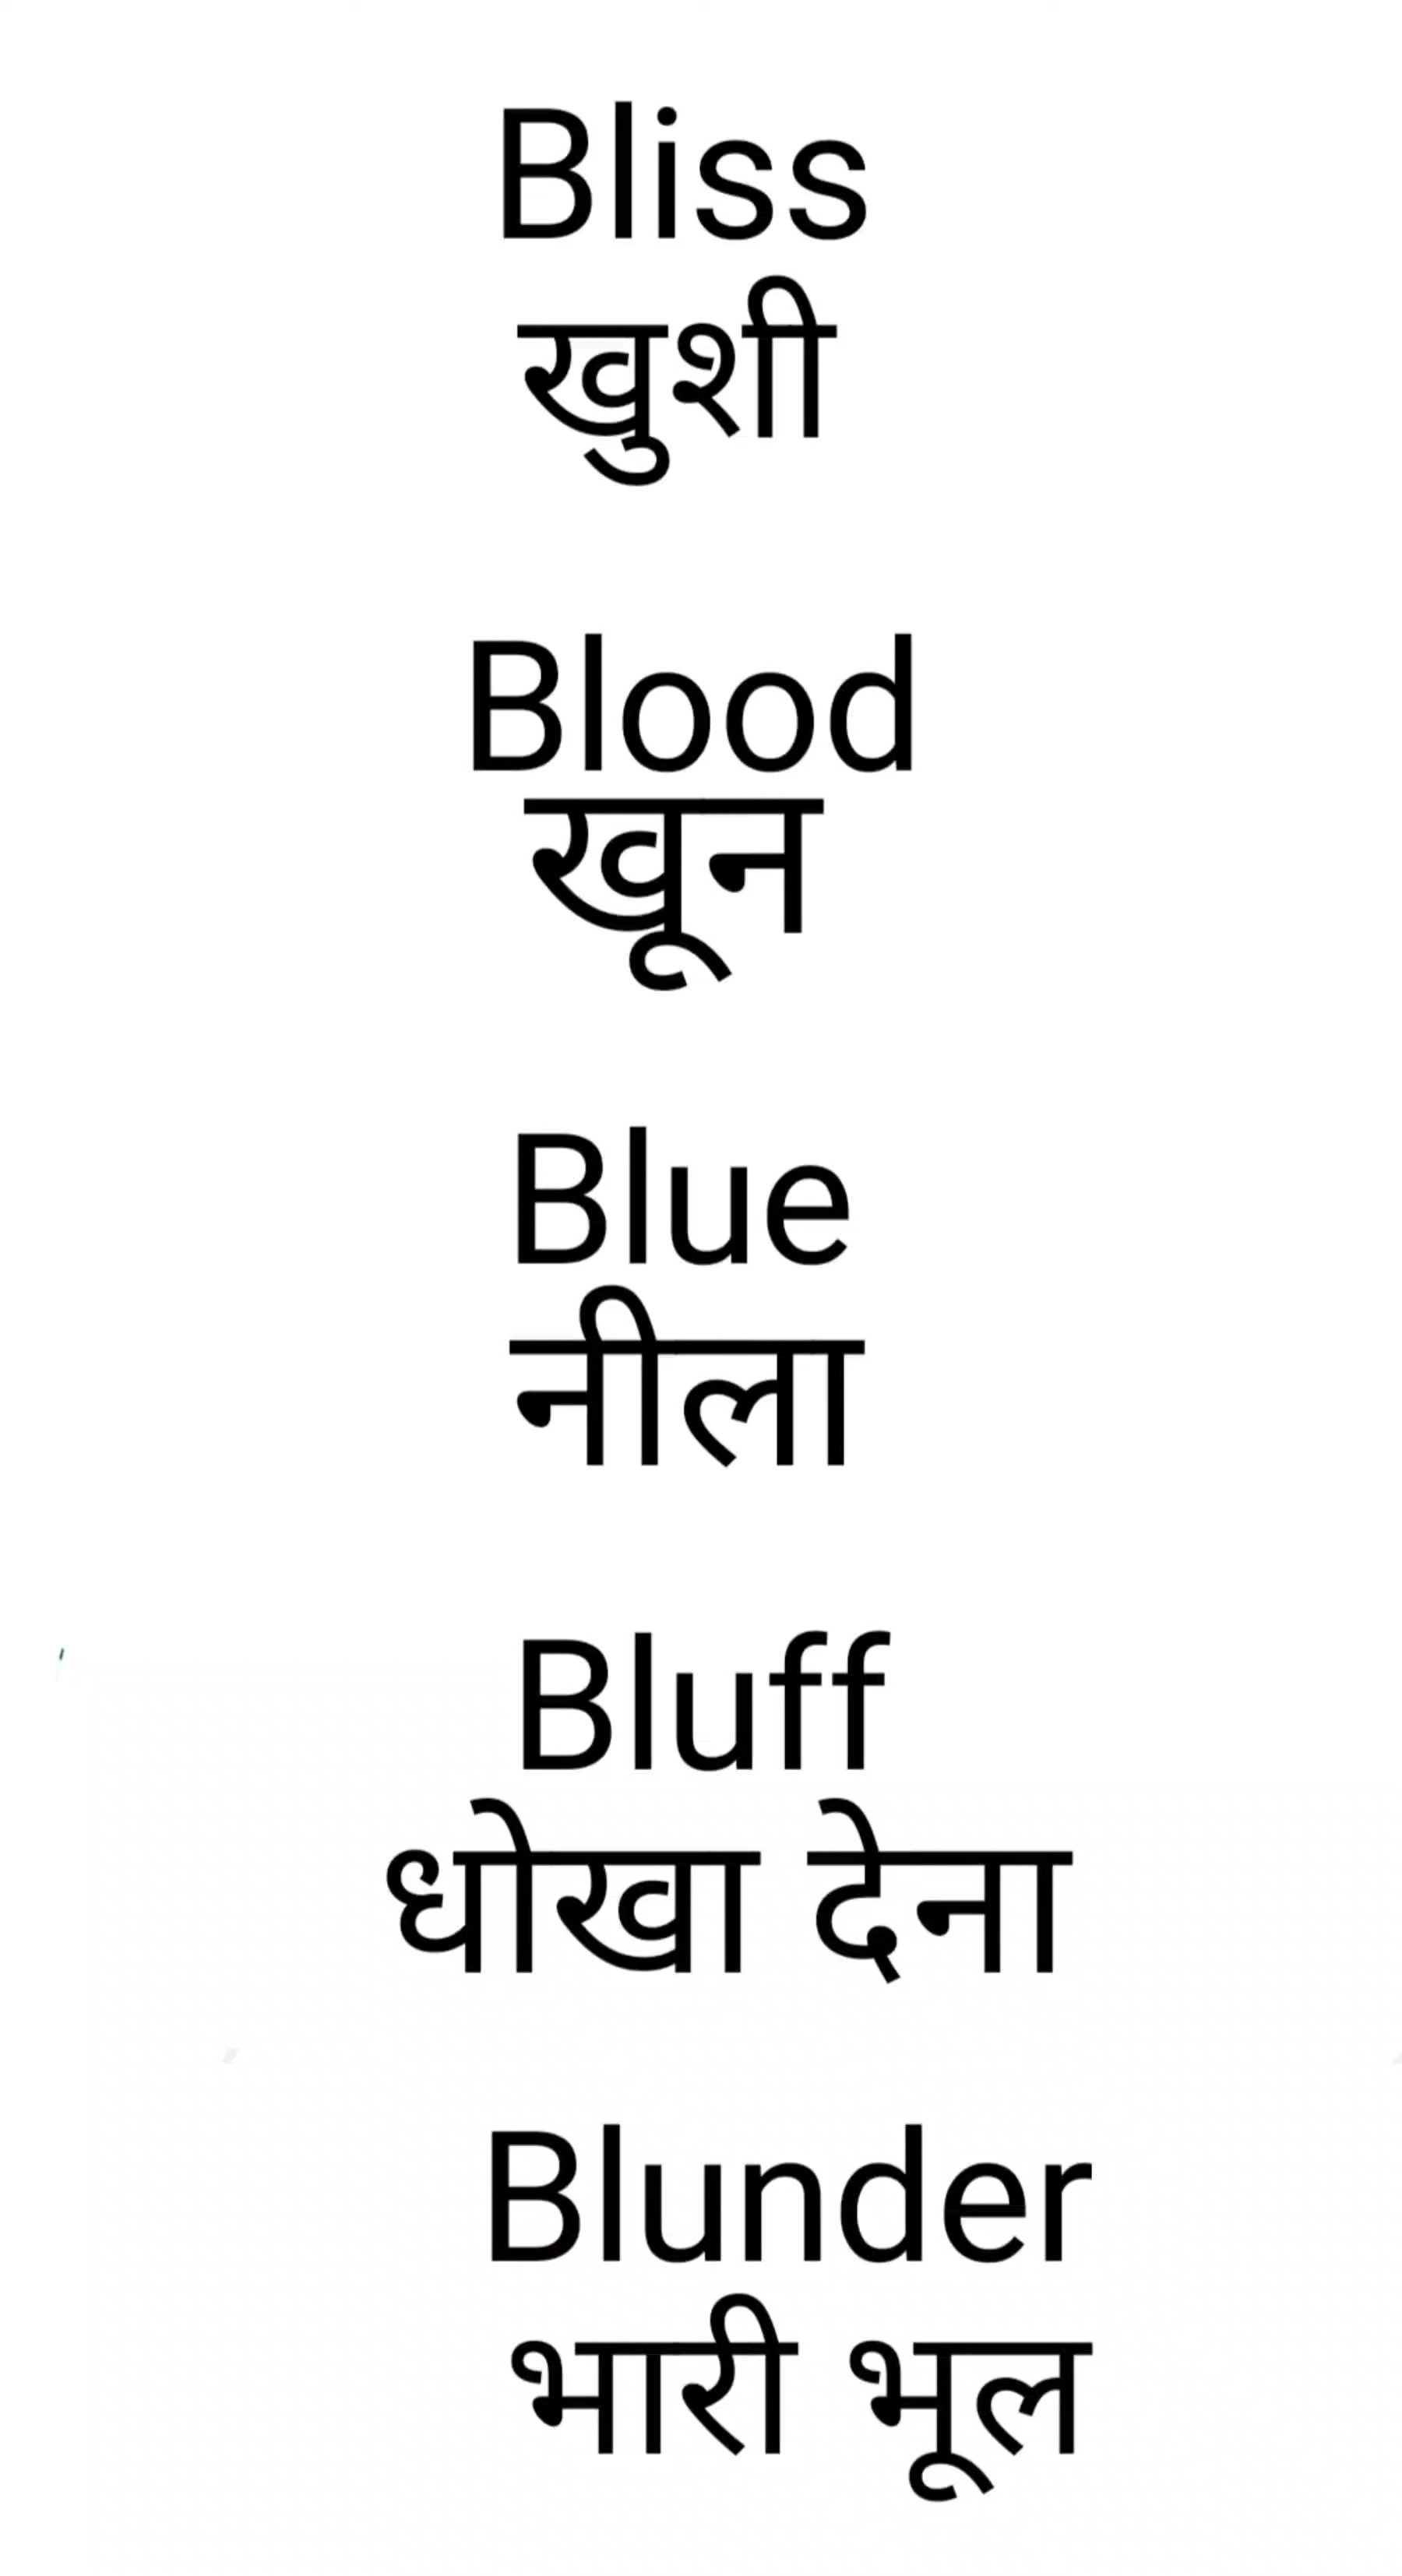 Bliss
खुशी
Blood
खून
Blue
नीला
Bluff
धोखा देना
Blunder
भारी भूल